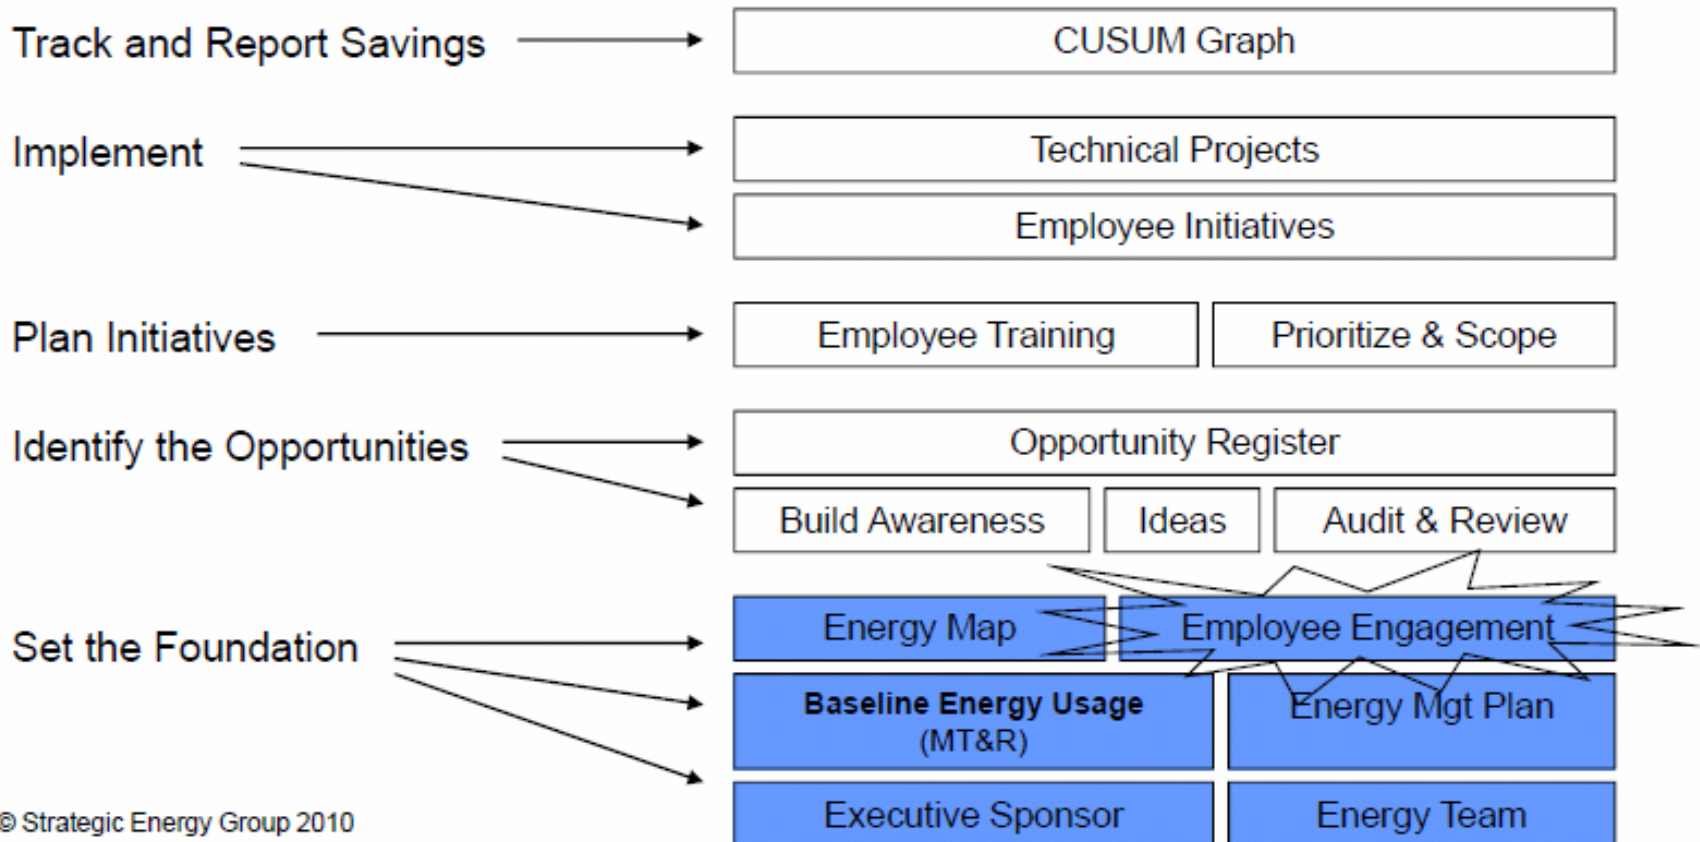 Track and Report Savings
CUSUM Graph
Implement
Technical Projects
Employee Initiatives
Plan Initiatives
Employee Training
Prioritize & Scope
Identify the Opportunities
Opportunity Register
Build Awareness
Ideas
Audit & Review
Set the Foundation
Energy Map
Employee Engagement
Baseline Energy Usage
(MT&R)
Energy Mgt Plan
Executive Sponsor
Energy Team
© Strategic Energy Group 2010